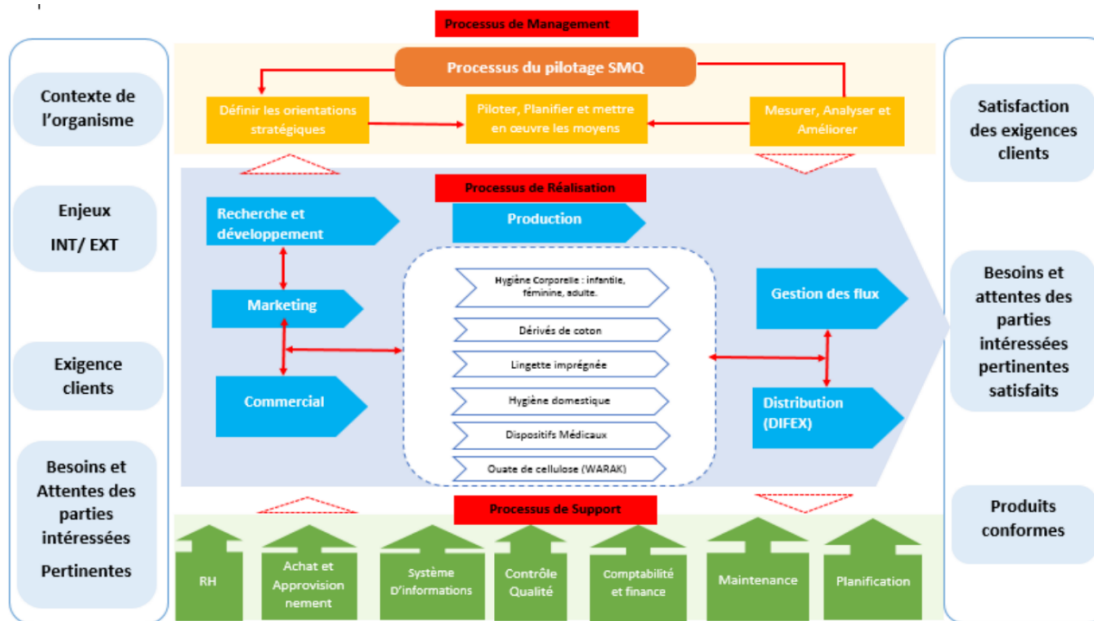 Processus de Management
Processus du pilotage SMQ
Définir les orientations
stratégiques
Piloter, Planifier et mettre
en œuvre les moyens
Mesurer, Analyser et
Améliorer
Contexte de
l'organisme
Enjeux
INT/ EXT
Exigence
clients
Besoins et
Attentes des
parties
intéressées
Pertinentes
Processus de Réalisation
Recherche et
développement
Marketing
Commercial
Production
Hygiène Corporelle : infantile,
féminine, adulte.
Dérivés de coton
Lingette imprégnée
Hygiène domestique
Dispositifs Médicaux
Ouate de cellulose (WARAK)
Gestion des flux
Distribution
(DIFEX)
Processus de Support
RH
Achat et
Approvision
nement
Système
D'informations
Contrôle
Qualité
Comptabilité
et finance
Maintenance
Planification
Satisfaction
des exigences
clients
Besoins et
attentes des
parties
intéressées
pertinentes
satisfaits
Produits
conformes